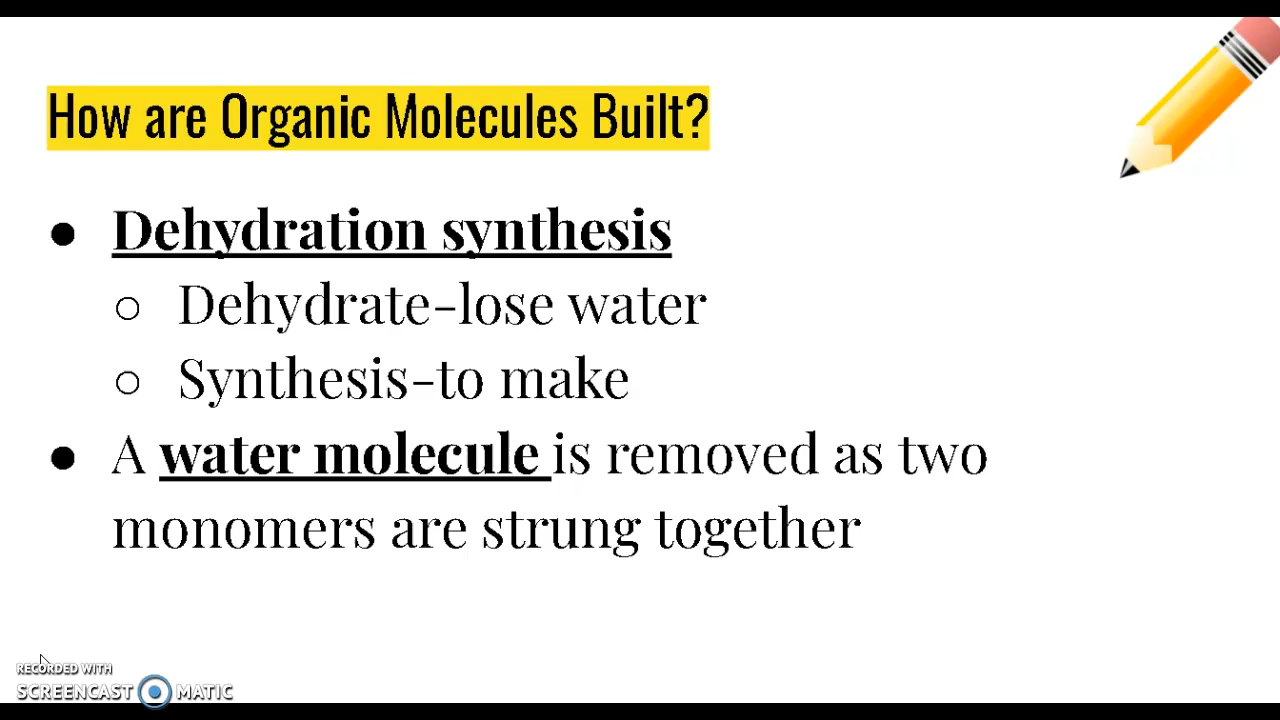 How are Organic Molecules Built?
● Dehydration synthesis
○ Dehydrate-lose water
○ Synthesis-to make
● A water molecule is removed as two
monomers are strung together
RECORDED WITH
SCREENCAST MATIC